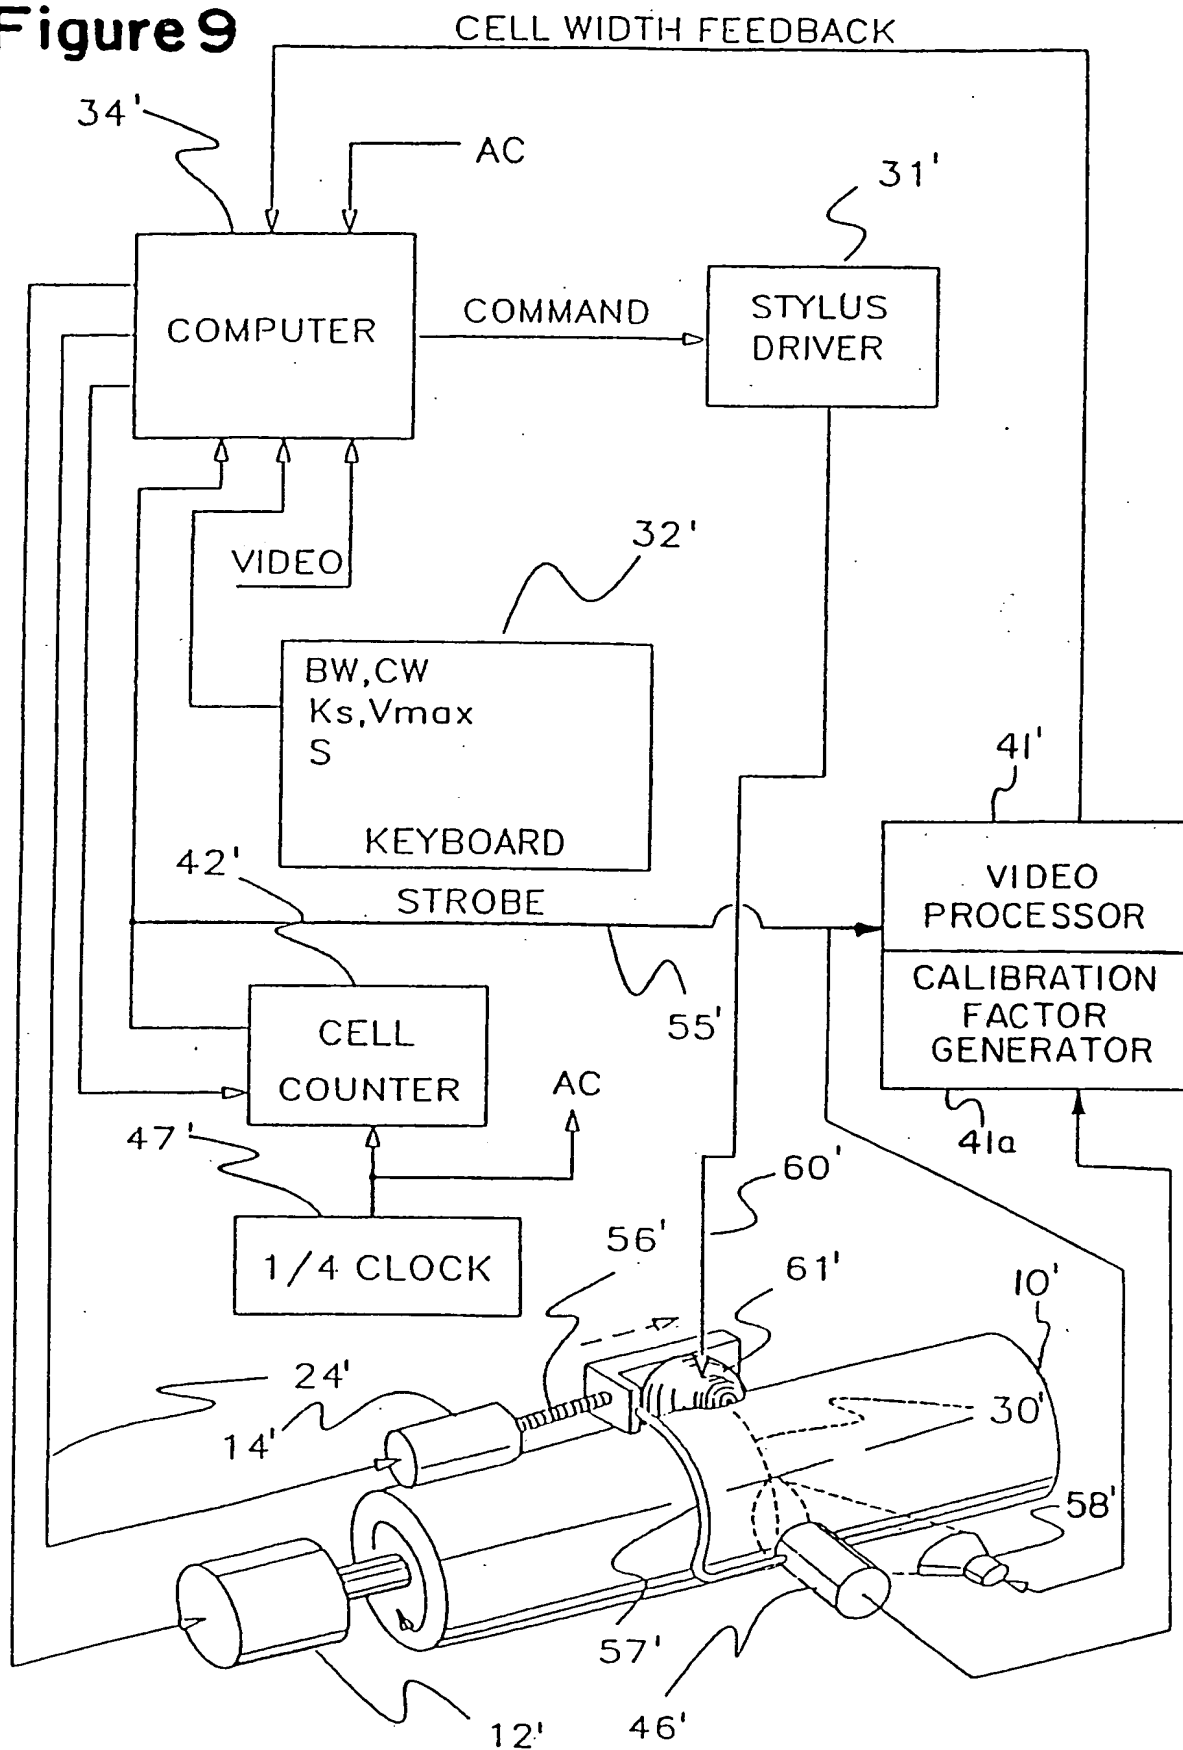 Figure 9
CELL WIDTH FEEDBACK
34'
AC
31'
COMPUTER
COMMAND
STYLUS
DRIVER
VIDEO
32'
BW,CW
Ks,Vmax
S
KEYBOARD
41'
42'
STROBE
VIDEO
PROCESSOR
55'
CALIBRATION
FACTOR
GENERATOR
CELL
COUNTER
AC
41a
47'
60'
1/4 CLOCK
56'
61'
10'
24'
14'
30'
58'
57'
46'
12'